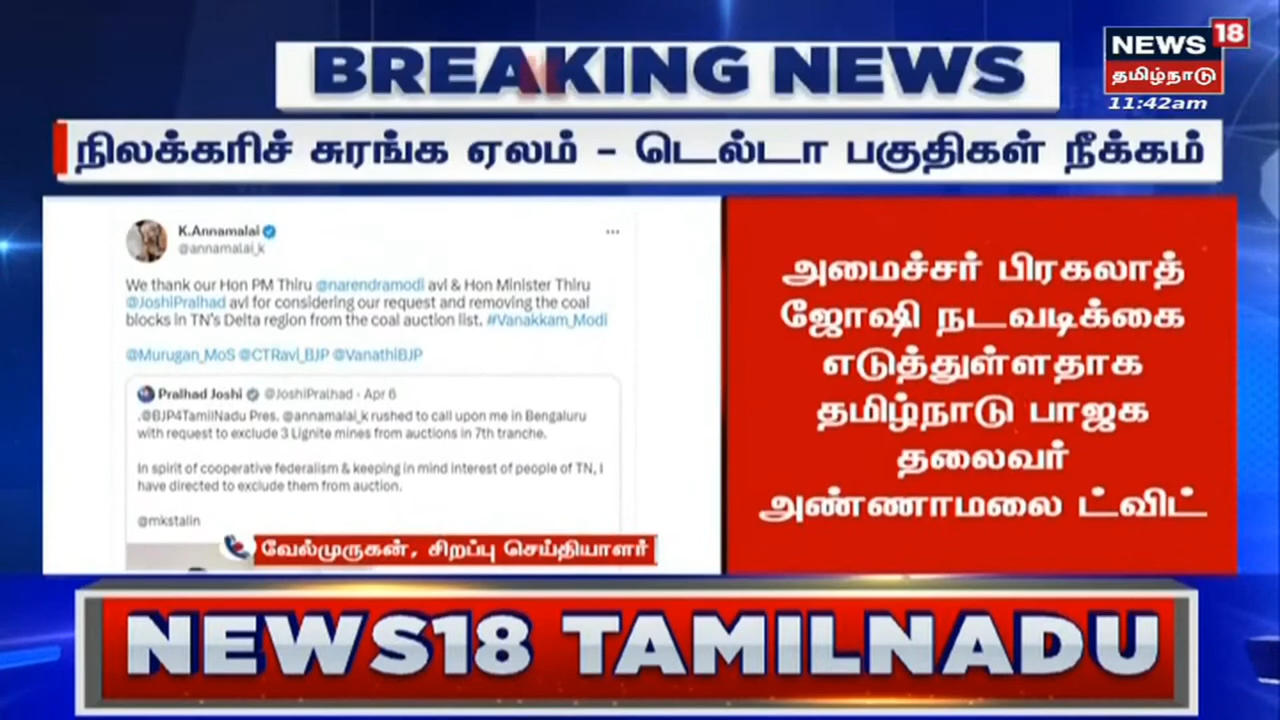 BREAKING NEWS
NEWS 18
தமிழ்நாடு
11:42am
நிலக்கரிச் சுரங்க ஏலம் – டெல்டா பகுதிகள் நீக்கம்
K.Annamalai
@annamalai_k
We thank our Hon PM Thiru @narendramodi avl & Hon Minister Thiru
@JoshiPralhad avl for considering our request and removing the coal
blocks in TN's Delta region from the coal auction list. #Vanakkam_Modi
@Murugan_MoS @CTRavi_BJP @VanathiBJP
Pralhad Joshi @JoshiPralhad · Apr 6
.@BJP4TamilNadu Pres. @annamalai_k rushed to call upon me in Bengaluru
with request to exclude 3 Lignite mines from auctions in 7th tranche.
In spirit of cooperative federalism & keeping in mind interest of people of TN, I
have directed to exclude them from auction.
@mkstalin
வேல்முருகன், சிறப்பு செய்தியாளர்
அமைச்சர் பிரகலாத்
ஜோஷி நடவடிக்கை
எடுத்துள்ளதாக
தமிழ்நாடு பாஜக
தலைவர்
அண்ணாமலை ட்விட்
NEWS18 TAMILNADU